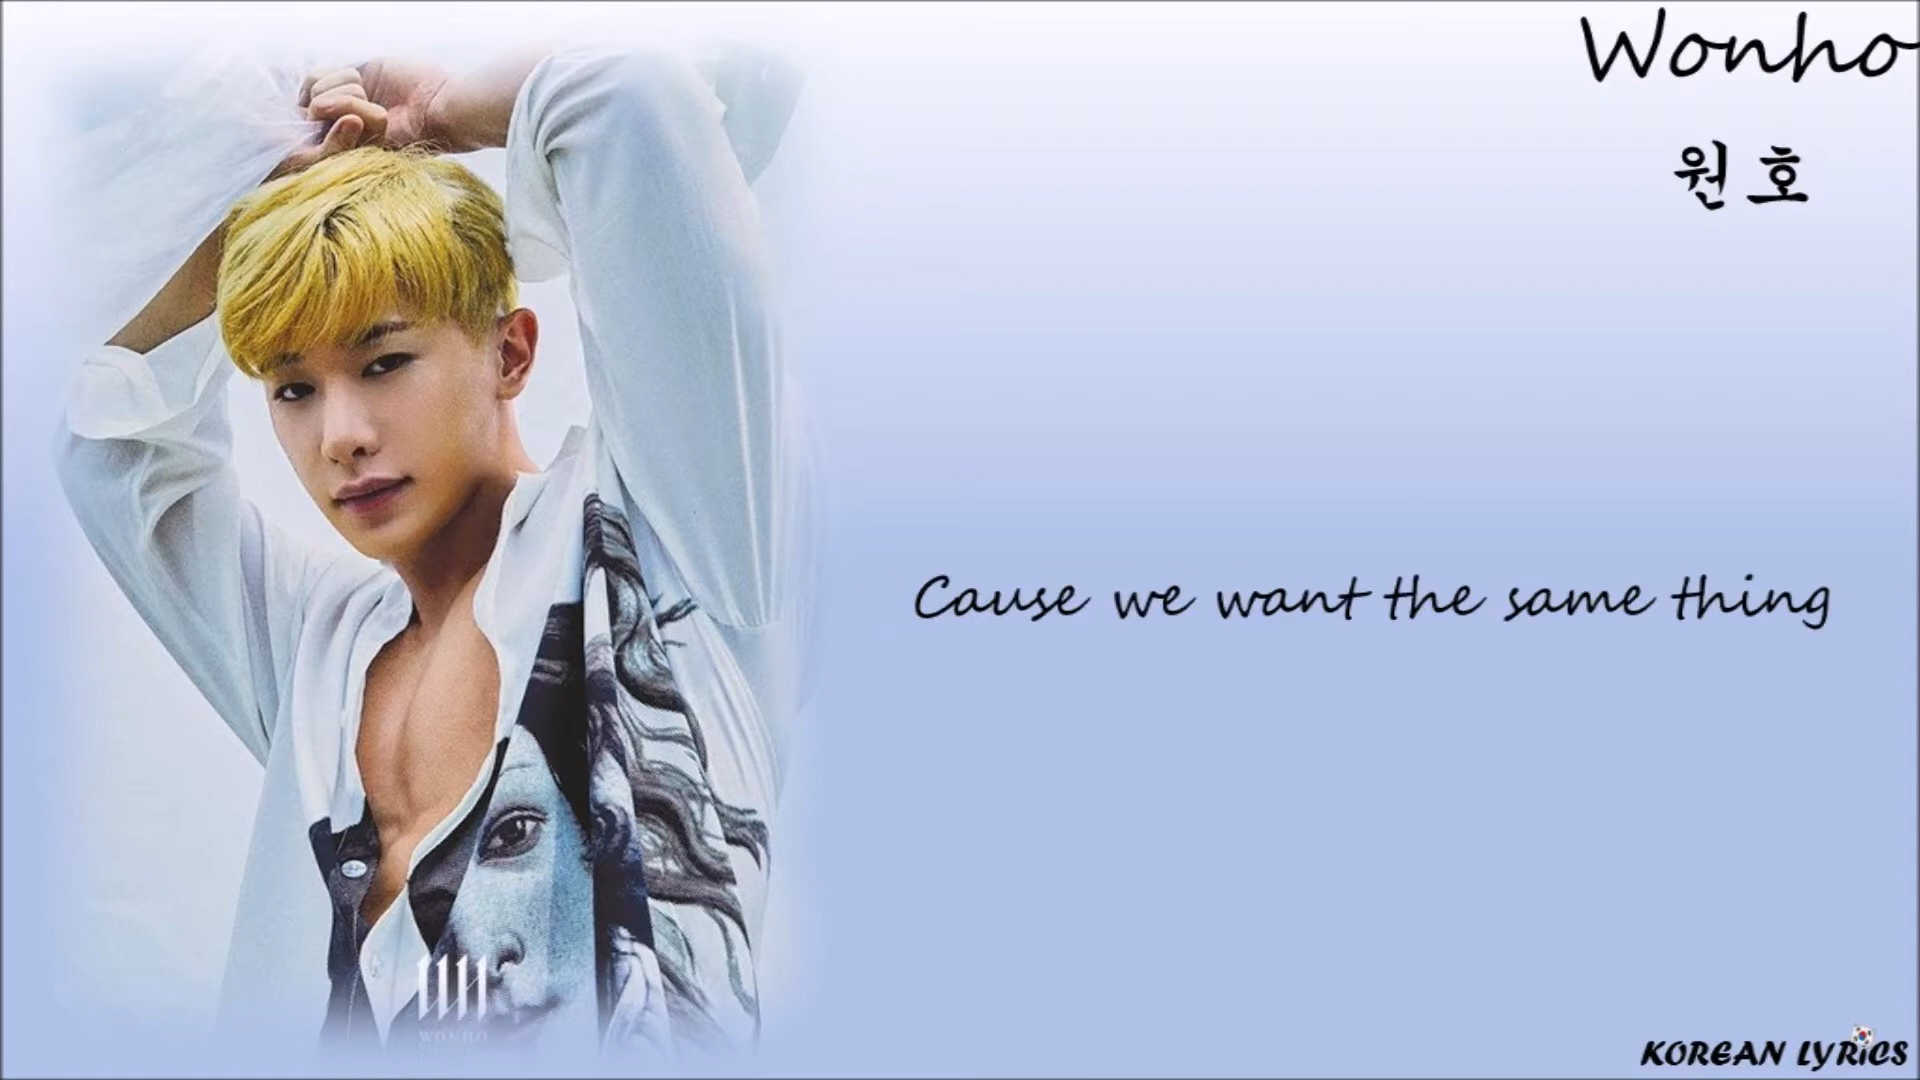 Wonho
원호
Cause we want the same thing
WONHO
KOREAN LYRICS